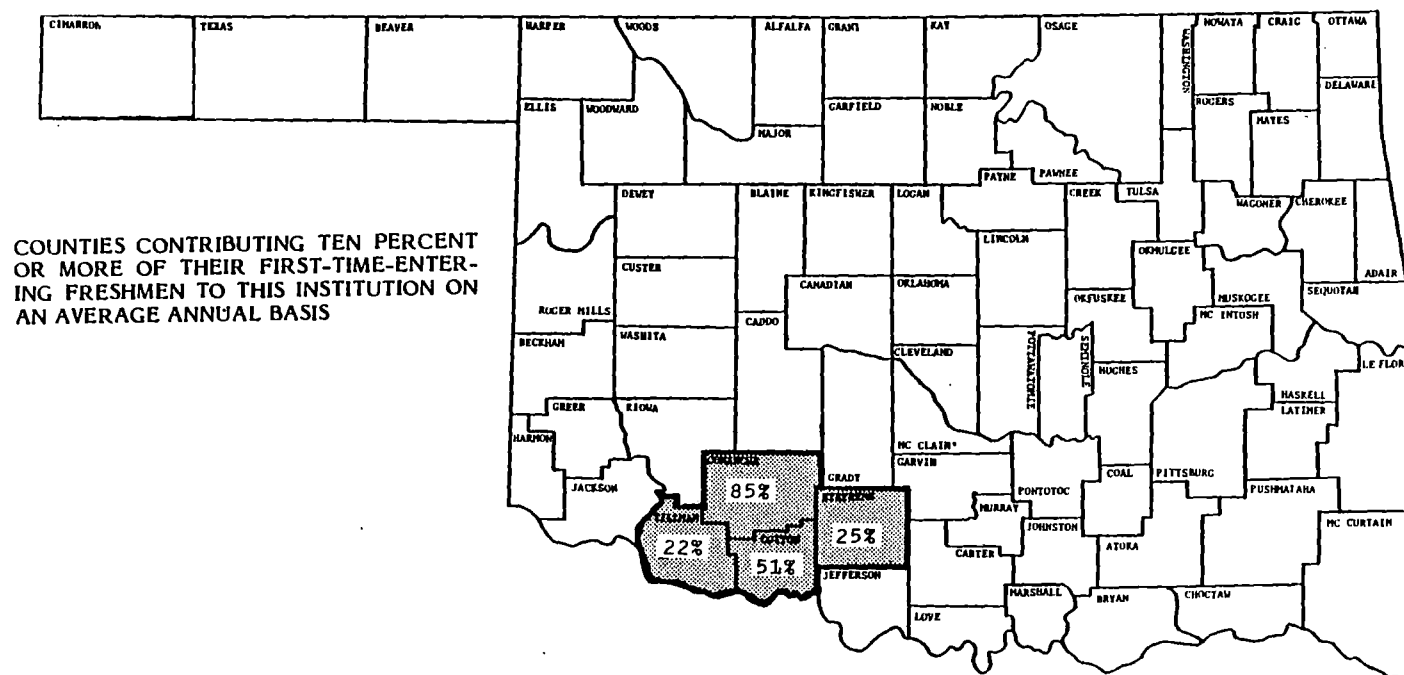 CIMARRON TEXAS BEAVER HARPER WOODS ALFALFA GRANT KAY OSAGE WASHINGTON NOWATA CRAIG OTTAWA
ELLIS WOODWARD GARFIELD NOBLE ROGERS DELAWARE
MAJOR MAYES
PAYNE PAWNEE
DEWEY BLAINE KINGFISHER LOGAN CREEK TULSA WAGONER CHEROKEE
COUNTIES CONTRIBUTING TEN PERCENT
OR MORE OF THEIR FIRST-TIME-ENTER-
ING FRESHMEN TO THIS INSTITUTION ON
AN AVERAGE ANNUAL BASIS
LINCOLN OKMULGEE
CUSTER CANADIAN OKLAHOMA ADAIR
ROGER MILLS OKFUSKEE MUSKOGEE SEQUOYAH
CADDO MC INTOSH
BECKHAM WASHITA
CLEVELAND POTTAWATOMIE SEMINOLE HUGHES LE FLOR
HASKELL
GREER KIOWA LATIMER
HARMON MC CLAIN*
COMANCHE GARVIN
JACKSON GRADY COAL PITTSBURG
85% STEPHENS PONTOTOC PUSHMATAHA
TILLMAN MURRAY JOHNSTON MC CURTAIN
22% COTTON 25% CARTER ATOKA
51% JEFFERSON
MARSHALL BRYAN CHOCTAW
LOVE